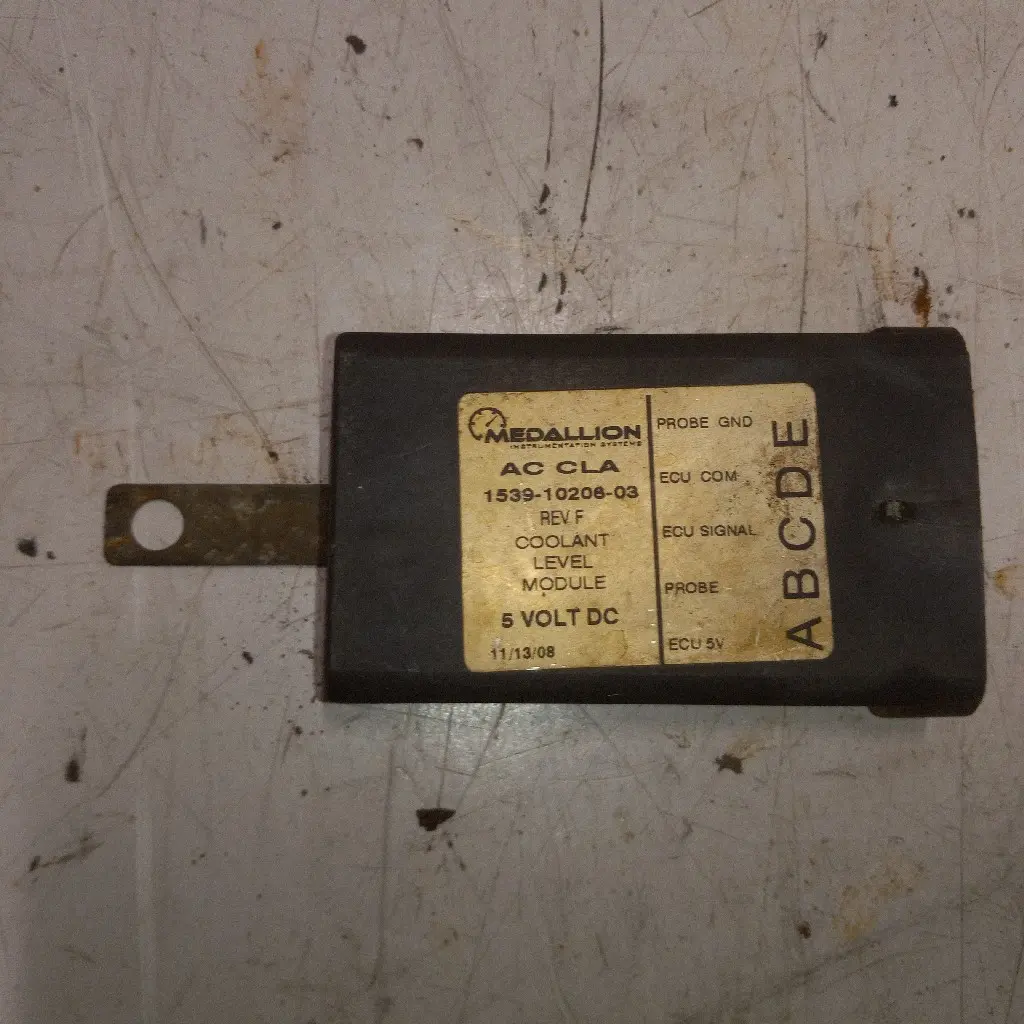 MEDALLION
INSTRUMENTATION SYSTEMS
AC CLA
1539-10206-03
REV F
COOLANT
LEVEL
MODULE
5 VOLT DC
11/13/08
PROBE GND
ECU COM
ECU SIGNAL
PROBE
ECU 5V
A B C D E